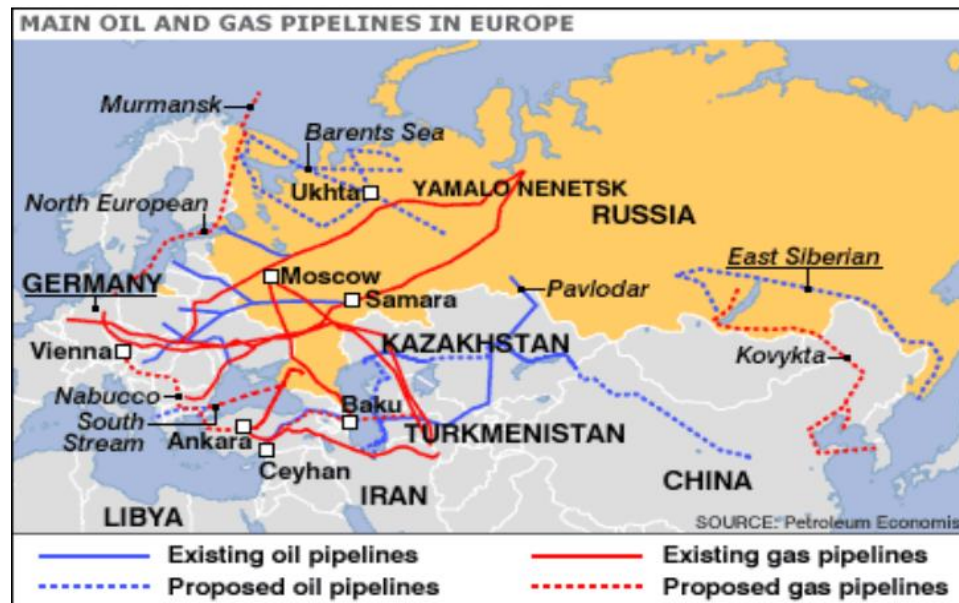 MAIN OIL AND GAS PIPELINES IN EUROPE
Murmansk
Barents Sea
Ukhta
YAMALO NENETSK
RUSSIA
North European
East Siberian
GERMANY
Moscow
Pavlodar
Samara
Vienna
KAZAKHSTAN
Kovykta
Nabucco
Baku
South
Stream
Ankara
TURKMENISTAN
Ceyhan
CHINA
IRAN
LIBYA
SOURCE: Petroleum Economis
Existing oil pipelines
Existing gas pipelines
Proposed oil pipelines
Proposed gas pipelines